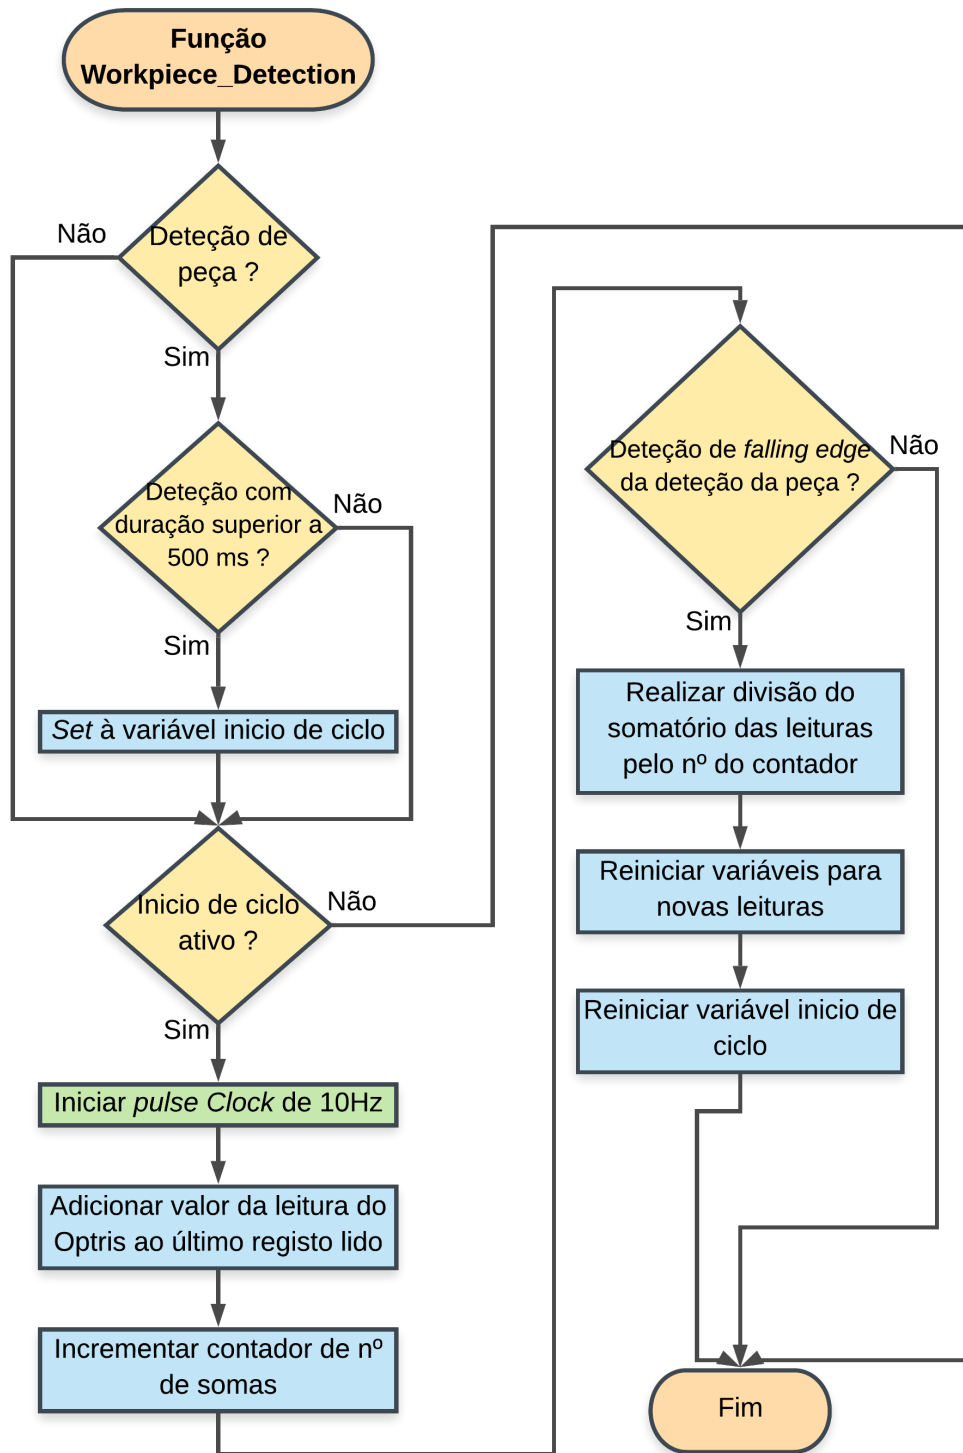 Função
Workpiece_Detection
Não
Deteção de
peça ?
Sim
Deteção com
duração superior a
500 ms ?
Não
Sim
Set à variável inicio de ciclo
Inicio de ciclo
ativo ?
Não
Sim
Iniciar pulse Clock de 10Hz
Adicionar valor da leitura do
Optris ao último registo lido
Incrementar contador de nº
de somas
Deteção de falling edge
da deteção da peça ?
Não
Sim
Realizar divisão do
somatório das leituras
pelo nº do contador
Reiniciar variáveis para
novas leituras
Reiniciar variável inicio de
ciclo
Fim